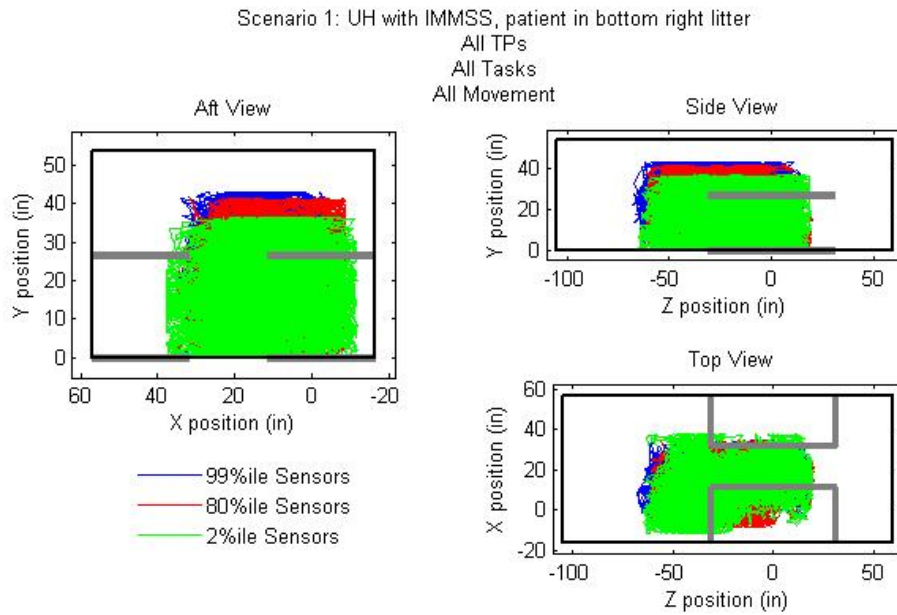 Scenario 1: UH with IMMSS, patient in bottom right litter
All TPs
All Tasks
All Movement
Aft View
50
40
30
20
10
0
Y position (in)
60 40 20 0 -20
X position (in)
99%ile Sensors
80%ile Sensors
2%ile Sensors
Side View
40
20
0
Y position (in)
-100 -50 0 50
Z position (in)
Top View
60
40
20
0
-20
X position (in)
-100 -50 0 50
Z position (in)